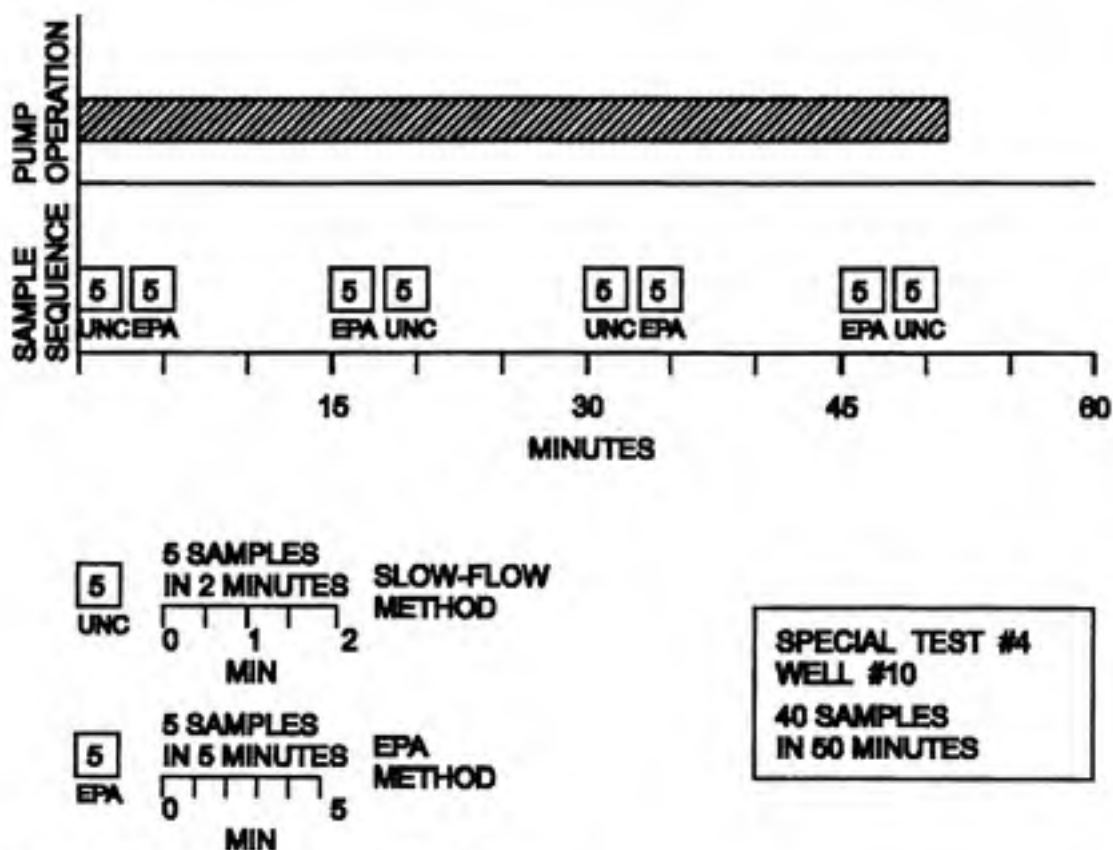 PUMP
OPERATION
SAMPLE
SEQUENCE
5 5 5 5 5 5 5 5
UNC EPA EPA UNC UNC EPA EPA UNC
15 30 45 60
MINUTES
5
UNC
5 SAMPLES
IN 2 MINUTES
0 1 2
MIN
SLOW-FLOW
METHOD
5
EPA
5 SAMPLES
IN 5 MINUTES
0 5
MIN
EPA
METHOD
SPECIAL TEST #4
WELL #10
40 SAMPLES
IN 50 MINUTES